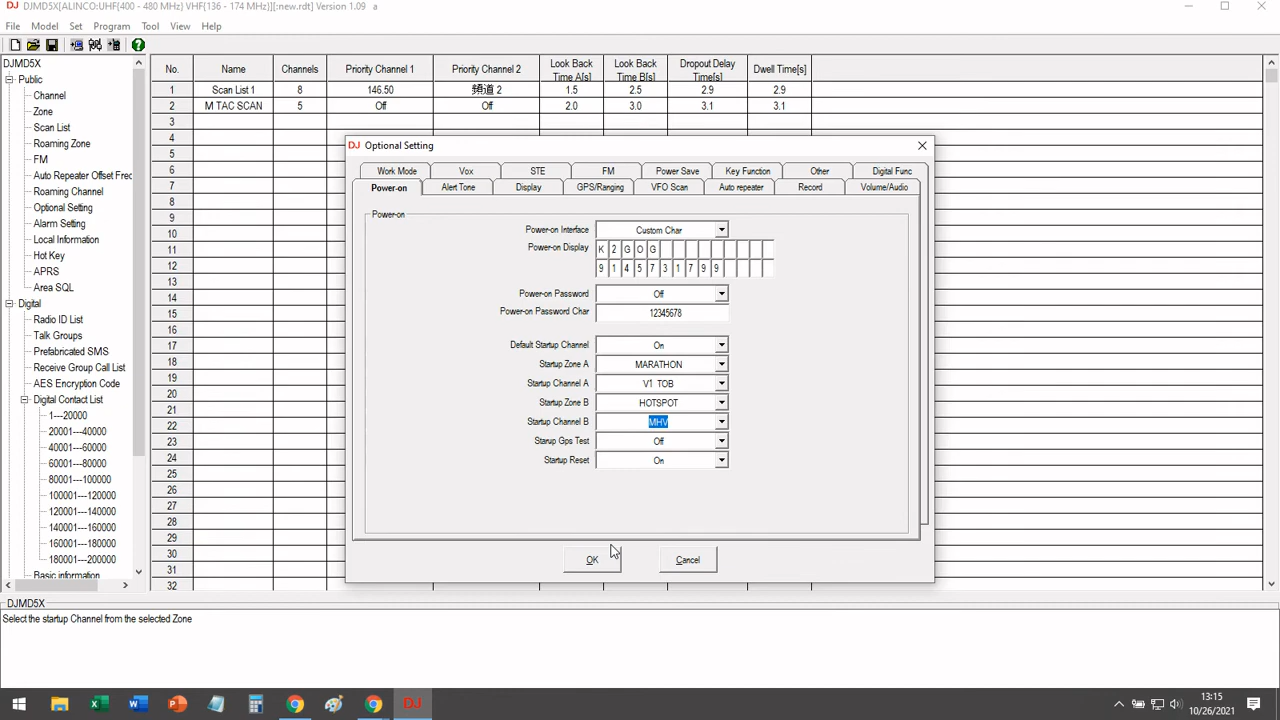 DJ DJMD5X[ALINCO:UHF(400 - 480 MHz) VHF(136 - 174 MHz)][:new.rdt] Version 1.09 a
File Model Set Program Tool View Help
DJMD5X
Public
Channel
Zone
Scan List
Roaming Zone
FM
Auto Repeater Offset Frec
Roaming Channel
Optional Setting
Alarm Setting
Local Information
Hot Key
APRS
Area SQL
Digital
Radio ID List
Talk Groups
Prefabricated SMS
Receive Group Call List
AES Encryption Code
Digital Contact List
1---20000
20001---40000
40001---60000
60001---80000
80001---100000
100001---120000
120001---140000
140001---160000
160001---180000
180001---200000
Basic information
No. Name Channels Priority Channel 1 Priority Channel 2 Look Back Time A[s] Look Back Time B[s] Dropout Delay Time[s] Dwell Time[s]
1 Scan List 1 8 146.50 頻道 2 1.5 2.5 2.9 2.9
2 M TAC SCAN 5 Off Off 2.0 3.0 3.1 3.1
3
4
5
6
7
8
9
10
11
12
13
14
15
16
17
18
19
20
21
22
23
24
25
26
27
28
29
30
31
32
DJ Optional Setting
Work Mode Vox STE FM Power Save Key Function Other Digital Func
Power-on Alert Tone Display GPS/Ranging VFO Scan Auto repeater Record Volume/Audio
Power-on
Power-on Interface Custom Char
Power-on Display K 2 G O G
9 1 4 5 7 3 1 7 9 9
Power-on Password Off
Power-on Password Char 12345678
Default Startup Channel On
Startup Zone A MARATHON
Startup Channel A V1 TOB
Startup Zone B HOTSPOT
Startup Channel B MHV
Starup Gps Test Off
Startup Reset On
OK Cancel
DJMD5X
Select the startup Channel from the selected Zone
DJ
13:15
10/26/2021